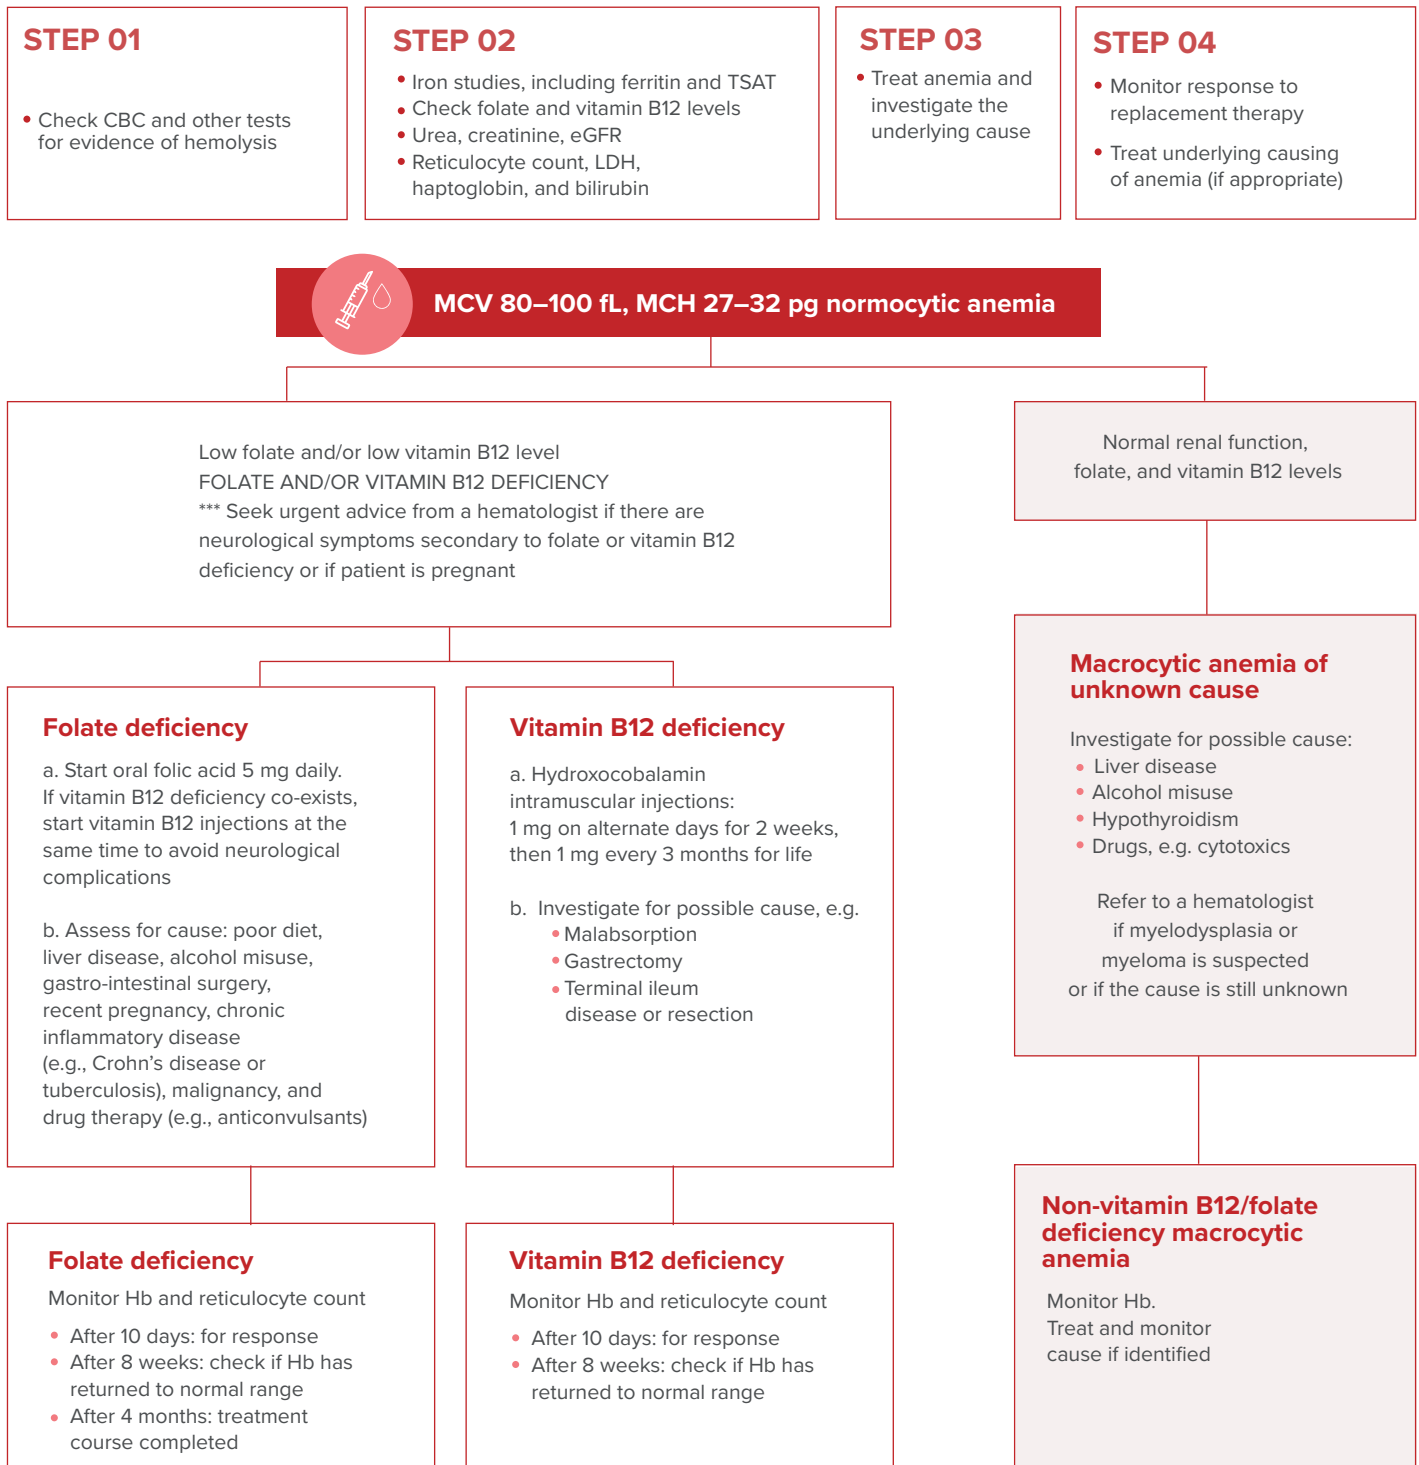 STEP 01
• Check CBC and other tests
for evidence of hemolysis
STEP 02
• Iron studies, including ferritin and TSAT
• Check folate and vitamin B12 levels
• Urea, creatinine, eGFR
• Reticulocyte count, LDH,
haptoglobin, and bilirubin
STEP 03
• Treat anemia and
investigate the
underlying cause
STEP 04
• Monitor response to
replacement therapy
• Treat underlying causing
of anemia (if appropriate)
MCV 80–100 fL, MCH 27–32 pg normocytic anemia
Low folate and/or low vitamin B12 level
FOLATE AND/OR VITAMIN B12 DEFICIENCY
*** Seek urgent advice from a hematologist if there are
neurological symptoms secondary to folate or vitamin B12
deficiency or if patient is pregnant
Normal renal function,
folate, and vitamin B12 levels
Folate deficiency
a. Start oral folic acid 5 mg daily.
If vitamin B12 deficiency co-exists,
start vitamin B12 injections at the
same time to avoid neurological
complications
b. Assess for cause: poor diet,
liver disease, alcohol misuse,
gastro-intestinal surgery,
recent pregnancy, chronic
inflammatory disease
(e.g., Crohn's disease or
tuberculosis), malignancy, and
drug therapy (e.g., anticonvulsants)
Vitamin B12 deficiency
a. Hydroxocobalamin
intramuscular injections:
1 mg on alternate days for 2 weeks,
then 1 mg every 3 months for life
b. Investigate for possible cause, e.g.
• Malabsorption
• Gastrectomy
• Terminal ileum
disease or resection
Macrocytic anemia of
unknown cause
Investigate for possible cause:
• Liver disease
• Alcohol misuse
• Hypothyroidism
• Drugs, e.g. cytotoxics
Refer to a hematologist
if myelodysplasia or
myeloma is suspected
or if the cause is still unknown
Folate deficiency
Monitor Hb and reticulocyte count
• After 10 days: for response
• After 8 weeks: check if Hb has
returned to normal range
• After 4 months: treatment
course completed
Vitamin B12 deficiency
Monitor Hb and reticulocyte count
• After 10 days: for response
• After 8 weeks: check if Hb has
returned to normal range
Non-vitamin B12/folate
deficiency macrocytic
anemia
Monitor Hb.
Treat and monitor
cause if identified